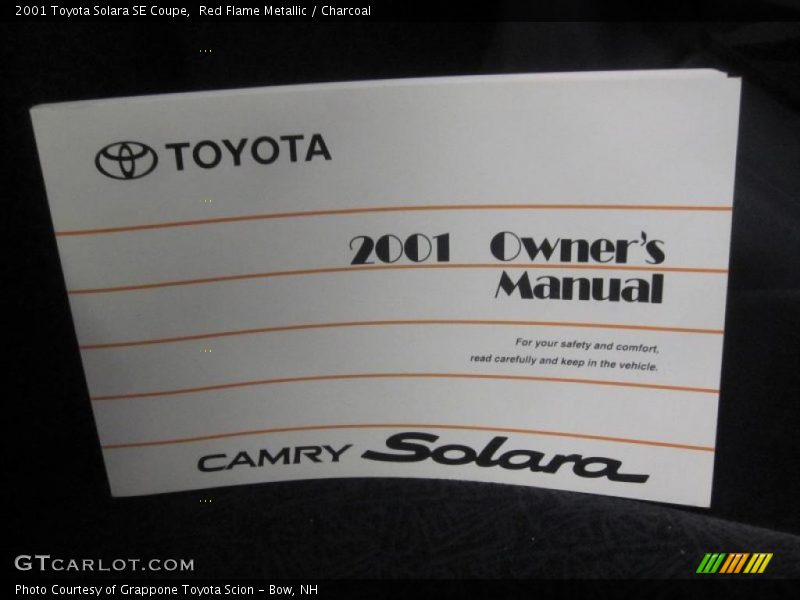 2001 Toyota Solara SE Coupe,  Red Flame Metallic / Charcoal
TOYOTA
2001 Owner's
Manual
For your safety and comfort,
read carefully and keep in the vehicle.
CAMRY Solara
GTCARLOT.COM
Photo Courtesy of Grappone Toyota Scion - Bow, NH